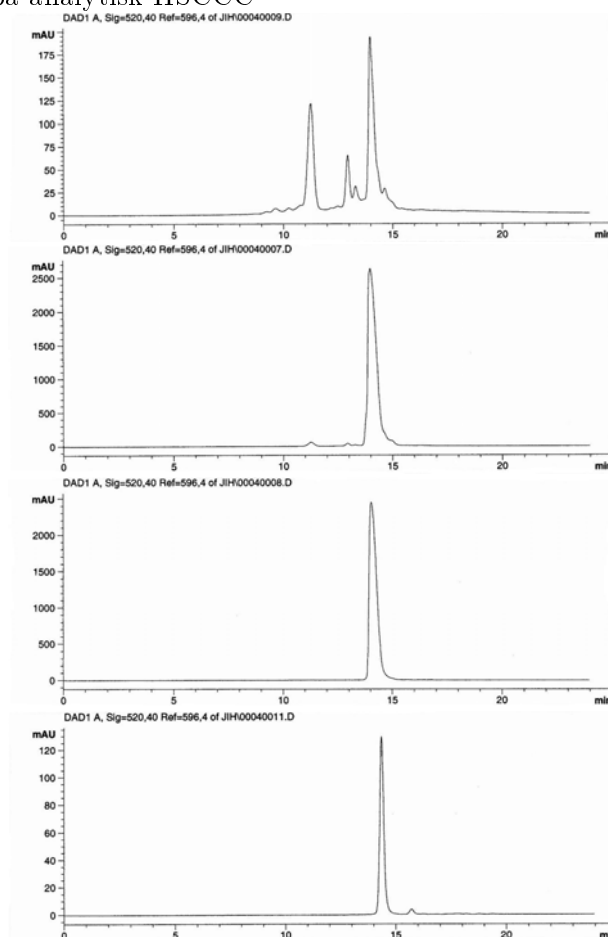 på analytisk HSCCC
DAD1 A, Sig=520,40 Ref=596,4 of JIH\00040009.D
mAU
175
150
125
100
75
50
25
0
0 5 10 15 20 min
DAD1 A, Sig=520,40 Ref=596,4 of JIH\00040007.D
mAU
2500
2000
1500
1000
500
0
0 5 10 15 20 min
DAD1 A, Sig=520,40 Ref=596,4 of JIH\00040008.D
mAU
2000
1500
1000
500
0
0 5 10 15 20 min
DAD1 A, Sig=520,40 Ref=596,4 of JIH\00040011.D
mAU
120
100
80
60
40
20
0
0 5 10 15 20 min